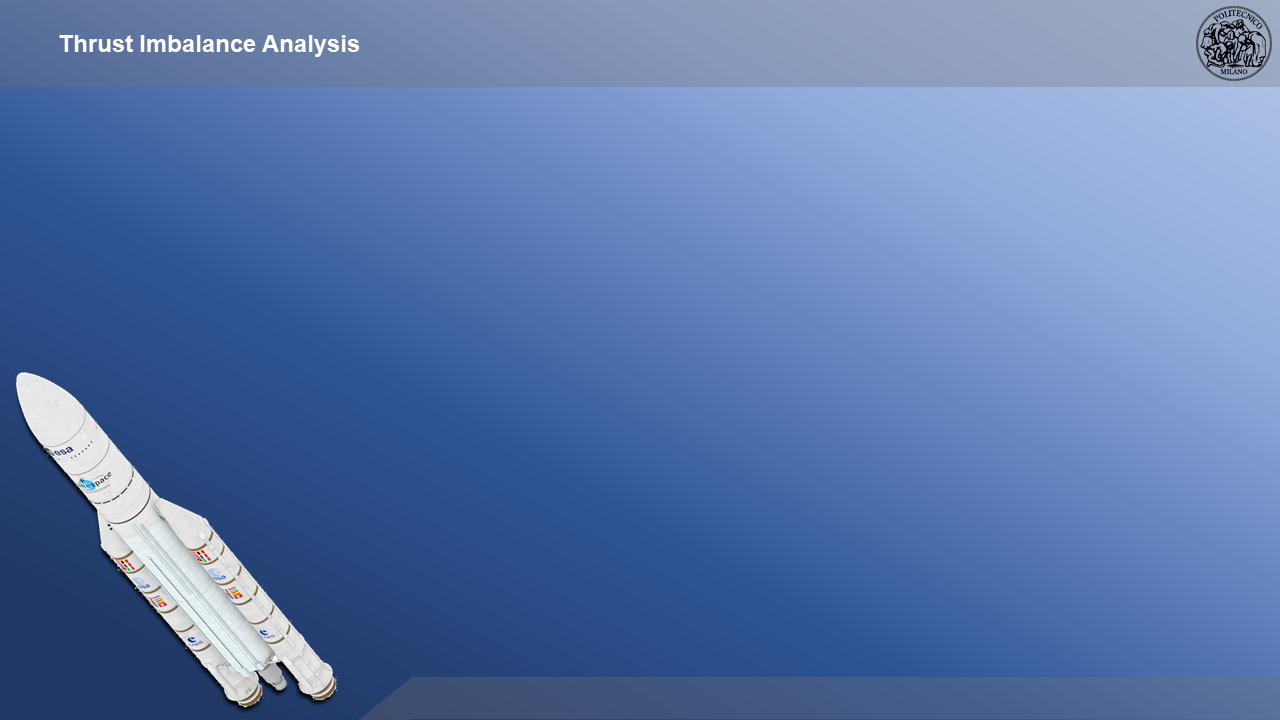 Thrust Imbalance Analysis
POLITECNICO
MILANO
esa